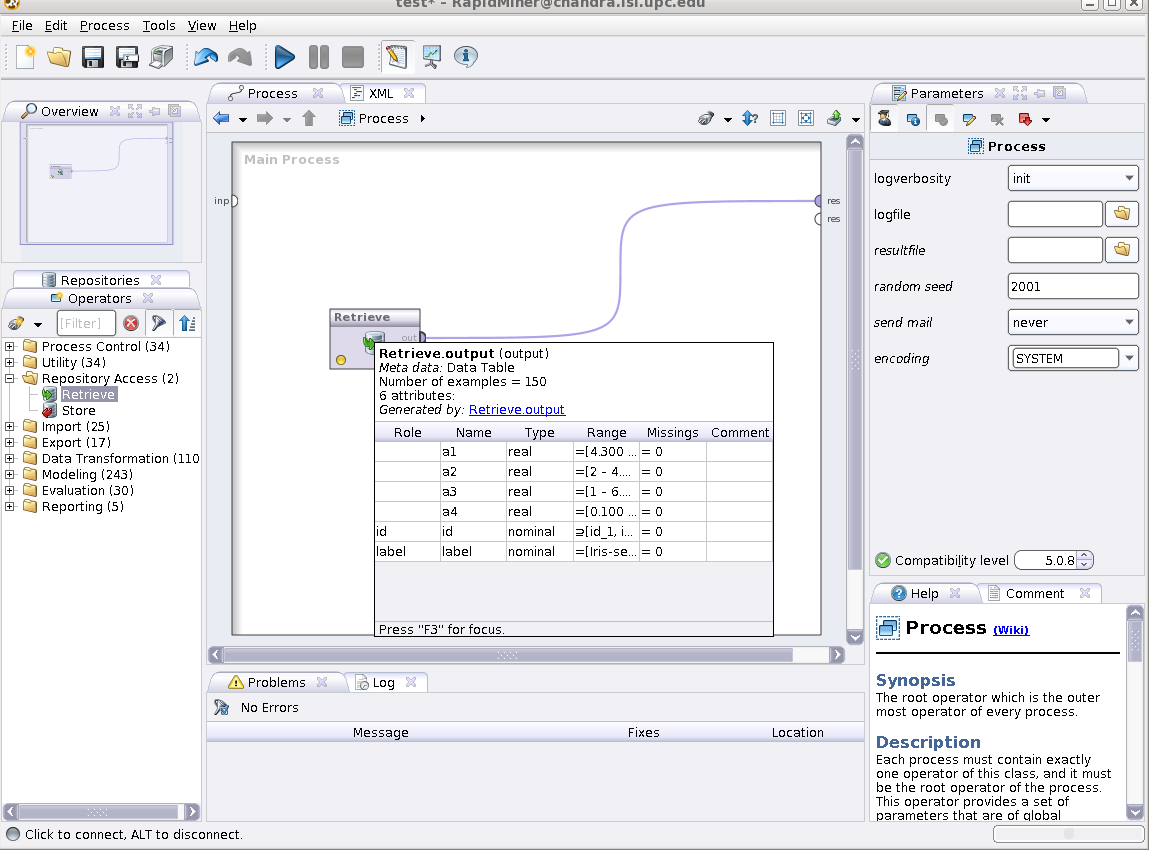 test* - RapidMiner@chandra.lsi.upc.edu
File Edit Process Tools View Help
Overview
Repositories
Operators
[Filter]
Process Control (34)
Utility (34)
Repository Access (2)
Retrieve
Store
Import (25)
Export (17)
Data Transformation (110
Modeling (243)
Evaluation (30)
Reporting (5)
Process XML
Process
Main Process
inp
res
res
Retrieve
out
Retrieve.output (output)
Meta data: Data Table
Number of examples = 150
6 attributes:
Generated by: Retrieve.output
Role Name Type Range Missings Comment
a1 real =[4.300 ... = 0
a2 real =[2 - 4.... = 0
a3 real =[1 - 6.... = 0
a4 real =[0.100 ... = 0
id id nominal ⊇[id_1, i... = 0
label label nominal =[Iris-se... = 0
Press "F3" for focus.
Problems Log
No Errors
Message Fixes Location
Parameters
Process
logverbosity init
logfile
resultfile
random seed 2001
send mail never
encoding SYSTEM
Compatibility level 5.0.8
Help Comment
Process (Wiki)
Synopsis
The root operator which is the outer
most operator of every process.
Description
Each process must contain exactly
one operator of this class, and it must
be the root operator of the process.
This operator provides a set of
parameters that are of global
Click to connect, ALT to disconnect.